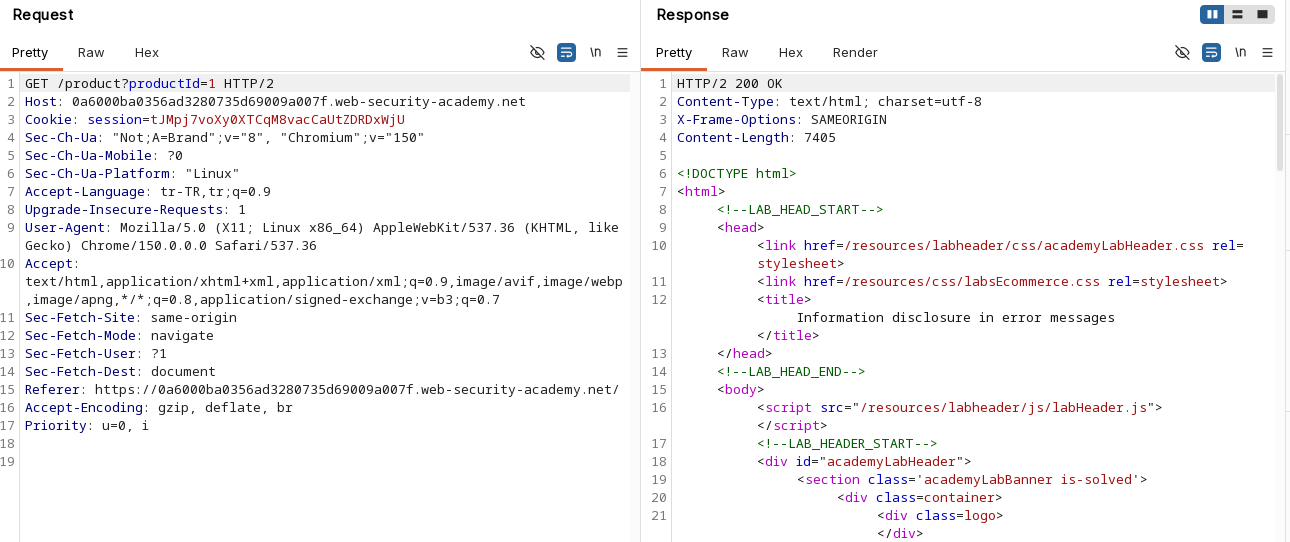 Request
Pretty Raw Hex
\n
1 GET /product?productId=1 HTTP/2
2 Host: 0a6000ba0356ad3280735d69009a007f.web-security-academy.net
3 Cookie: session=tJMpj7voXy0XTCqM8vacCaUtZDRDxWjU
4 Sec-Ch-Ua: "Not;A=Brand";v="8", "Chromium";v="150"
5 Sec-Ch-Ua-Mobile: ?0
6 Sec-Ch-Ua-Platform: "Linux"
7 Accept-Language: tr-TR,tr;q=0.9
8 Upgrade-Insecure-Requests: 1
9 User-Agent: Mozilla/5.0 (X11; Linux x86_64) AppleWebKit/537.36 (KHTML, like
Gecko) Chrome/150.0.0.0 Safari/537.36
10 Accept:
text/html,application/xhtml+xml,application/xml;q=0.9,image/avif,image/webp
,image/apng,*/*;q=0.8,application/signed-exchange;v=b3;q=0.7
11 Sec-Fetch-Site: same-origin
12 Sec-Fetch-Mode: navigate
13 Sec-Fetch-User: ?1
14 Sec-Fetch-Dest: document
15 Referer: https://0a6000ba0356ad3280735d69009a007f.web-security-academy.net/
16 Accept-Encoding: gzip, deflate, br
17 Priority: u=0, i
18
19
Response
Pretty Raw Hex Render
\n
1 HTTP/2 200 OK
2 Content-Type: text/html; charset=utf-8
3 X-Frame-Options: SAMEORIGIN
4 Content-Length: 7405
5
6 <!DOCTYPE html>
7 <html>
8 <!--LAB_HEAD_START-->
9 <head>
10 <link href=/resources/labheader/css/academyLabHeader.css rel=
stylesheet>
11 <link href=/resources/css/labsEcommerce.css rel=stylesheet>
12 <title>
Information disclosure in error messages
</title>
13 </head>
14 <!--LAB_HEAD_END-->
15 <body>
16 <script src="/resources/labheader/js/labHeader.js">
</script>
17 <!--LAB_HEADER_START-->
18 <div id="academyLabHeader">
19 <section class='academyLabBanner is-solved'>
20 <div class=container>
21 <div class=logo>
</div>